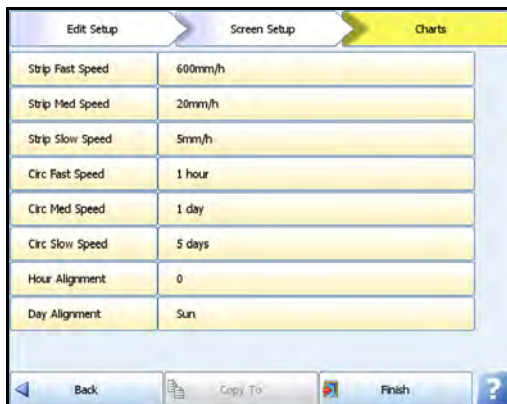 Edit Setup Screen Setup Charts
Strip Fast Speed 600mm/h
Strip Med Speed 20mm/h
Strip Slow Speed 5mm/h
Circ Fast Speed 1 hour
Circ Med Speed 1 day
Circ Slow Speed 5 days
Hour Alignment 0
Day Alignment Sun
Back Copy To Finish ?